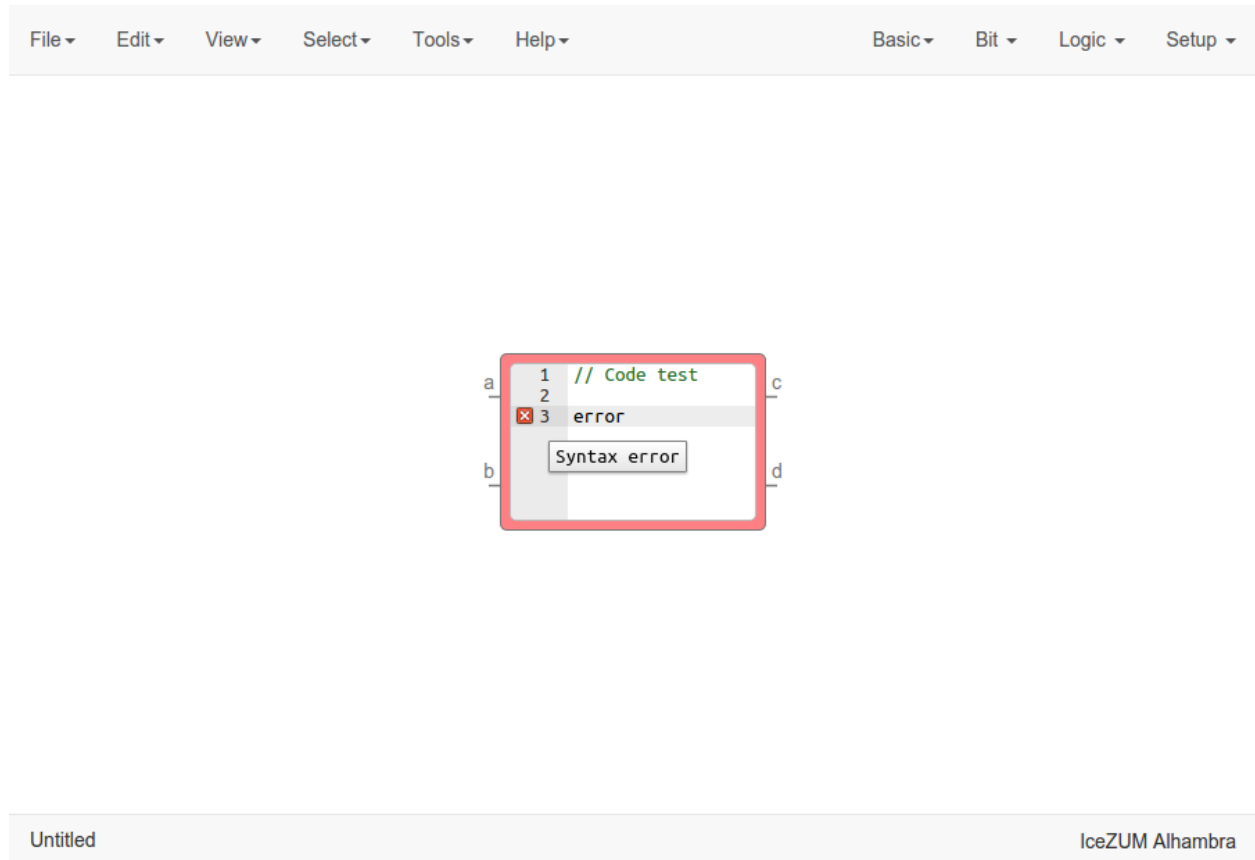 File Edit View Select Tools Help Basic Bit Logic Setup
a c
1 // Code test
2
3 error
Syntax error
b d
Untitled IceZUM Alhambra